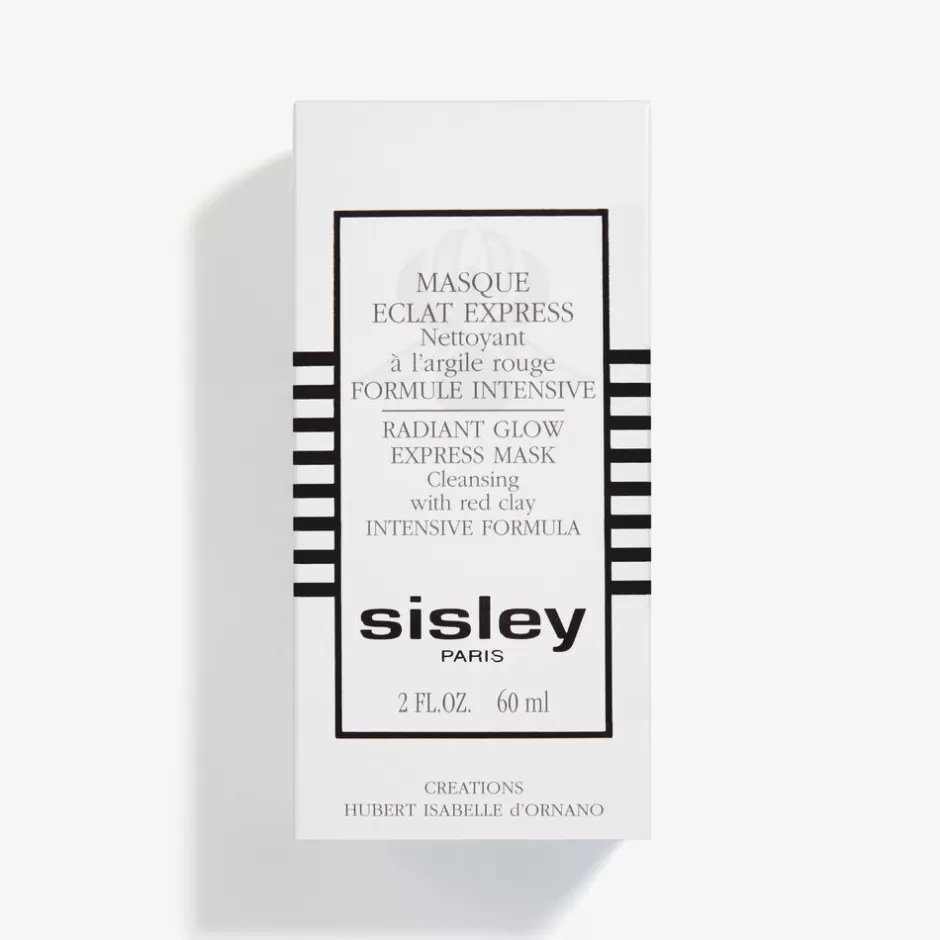 MASQUE
ECLAT EXPRESS
Nettoyant
à l'argile rouge
FORMULE INTENSIVE
RADIANT GLOW
EXPRESS MASK
Cleansing
with red clay
INTENSIVE FORMULA
sisley
PARIS
2 FL.OZ. 60 ml
CREATIONS
HUBERT ISABELLE d'ORNANO